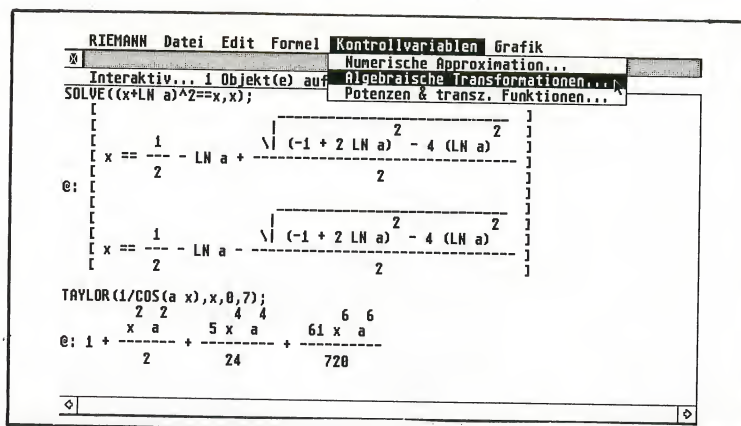 RIEMANN Datei Edit Formel Kontrollvariablen Grafik
Numerische Approximation...
Interaktiv... 1 Objekt(e) auf
Algebraische Transformationen...
Potenzen & transz. Funktionen...
SOLVE((x+LN a)^2==x,x);
[ ]
[ 1 \| (-1 + 2 LN a)^2 - 4 (LN a)^2 ]
[ x == --- - LN a + ------------------------------ ]
[ 2 2 ]
@: [ ]
[ 1 \| (-1 + 2 LN a)^2 - 4 (LN a)^2 ]
[ x == --- - LN a - ------------------------------ ]
[ 2 2 ]
TAYLOR(1/COS(a x),x,0,7);
2 2 4 4 6 6
x a 5 x a 61 x a
@: 1 + ------- + --------- + ----------
2 24 720